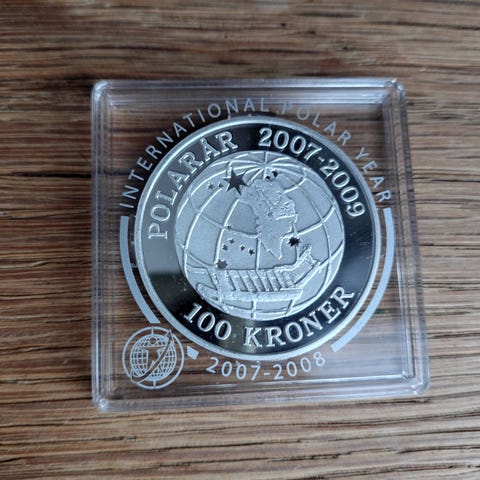 INTERNATIONAL POLAR YEAR
POLARÅR 2007-2009
100 KRONER
2007-2008